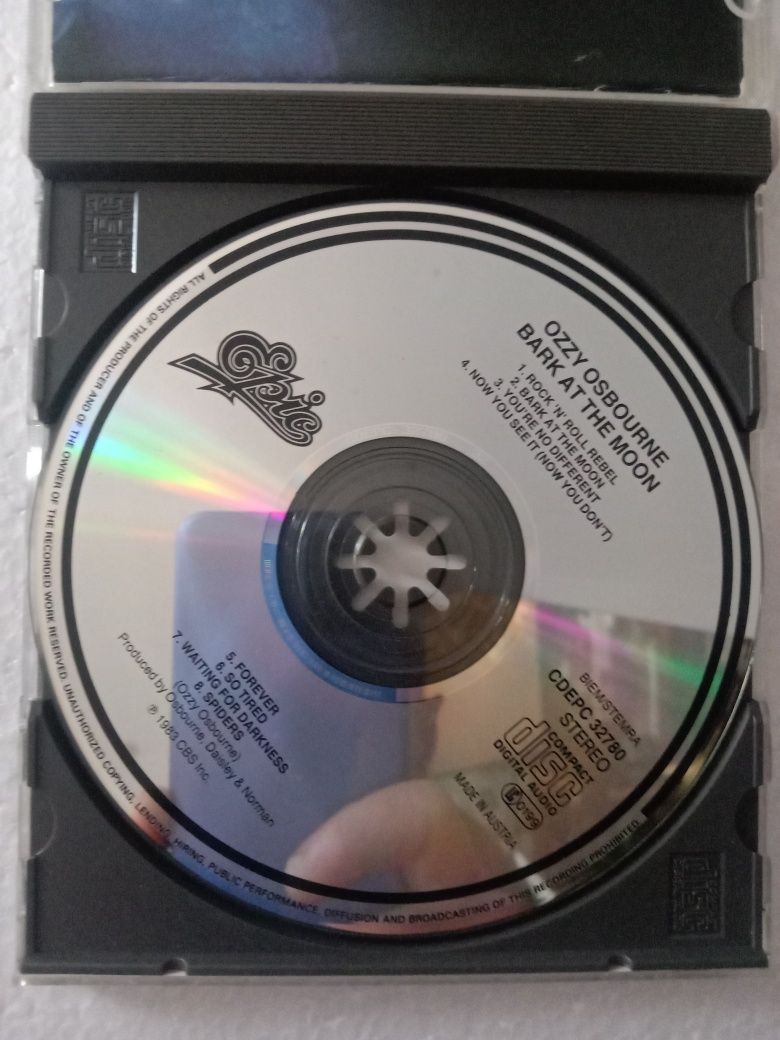 Epic
OZZY OSBOURNE
BARK AT THE MOON
1. ROCK 'N' ROLL REBEL
2. BARK AT THE MOON
3. YOU'RE NO DIFFERENT
4. NOW YOU SEE IT (NOW YOU DON'T)
5. FOREVER
6. SO TIRED
7. WAITING FOR DARKNESS
8. SPIDERS
(Ozzy Osbourne)
Produced by Osbourne, Daisley & Norman
℗ 1983 CBS Inc.
BIEM/STEMRA
CDEPC 32780
STEREO
COMPACT
disc
DIGITAL AUDIO
LC 0199
MADE IN AUSTRIA
ALL RIGHTS OF THE PRODUCER AND OF THE OWNER OF THE RECORDED WORK RESERVED. UNAUTHORIZED COPYING, LENDING, HIRING, PUBLIC PERFORMANCE, DIFFUSION AND BROADCASTING OF THIS RECORDING PROHIBITED.
disc
disc